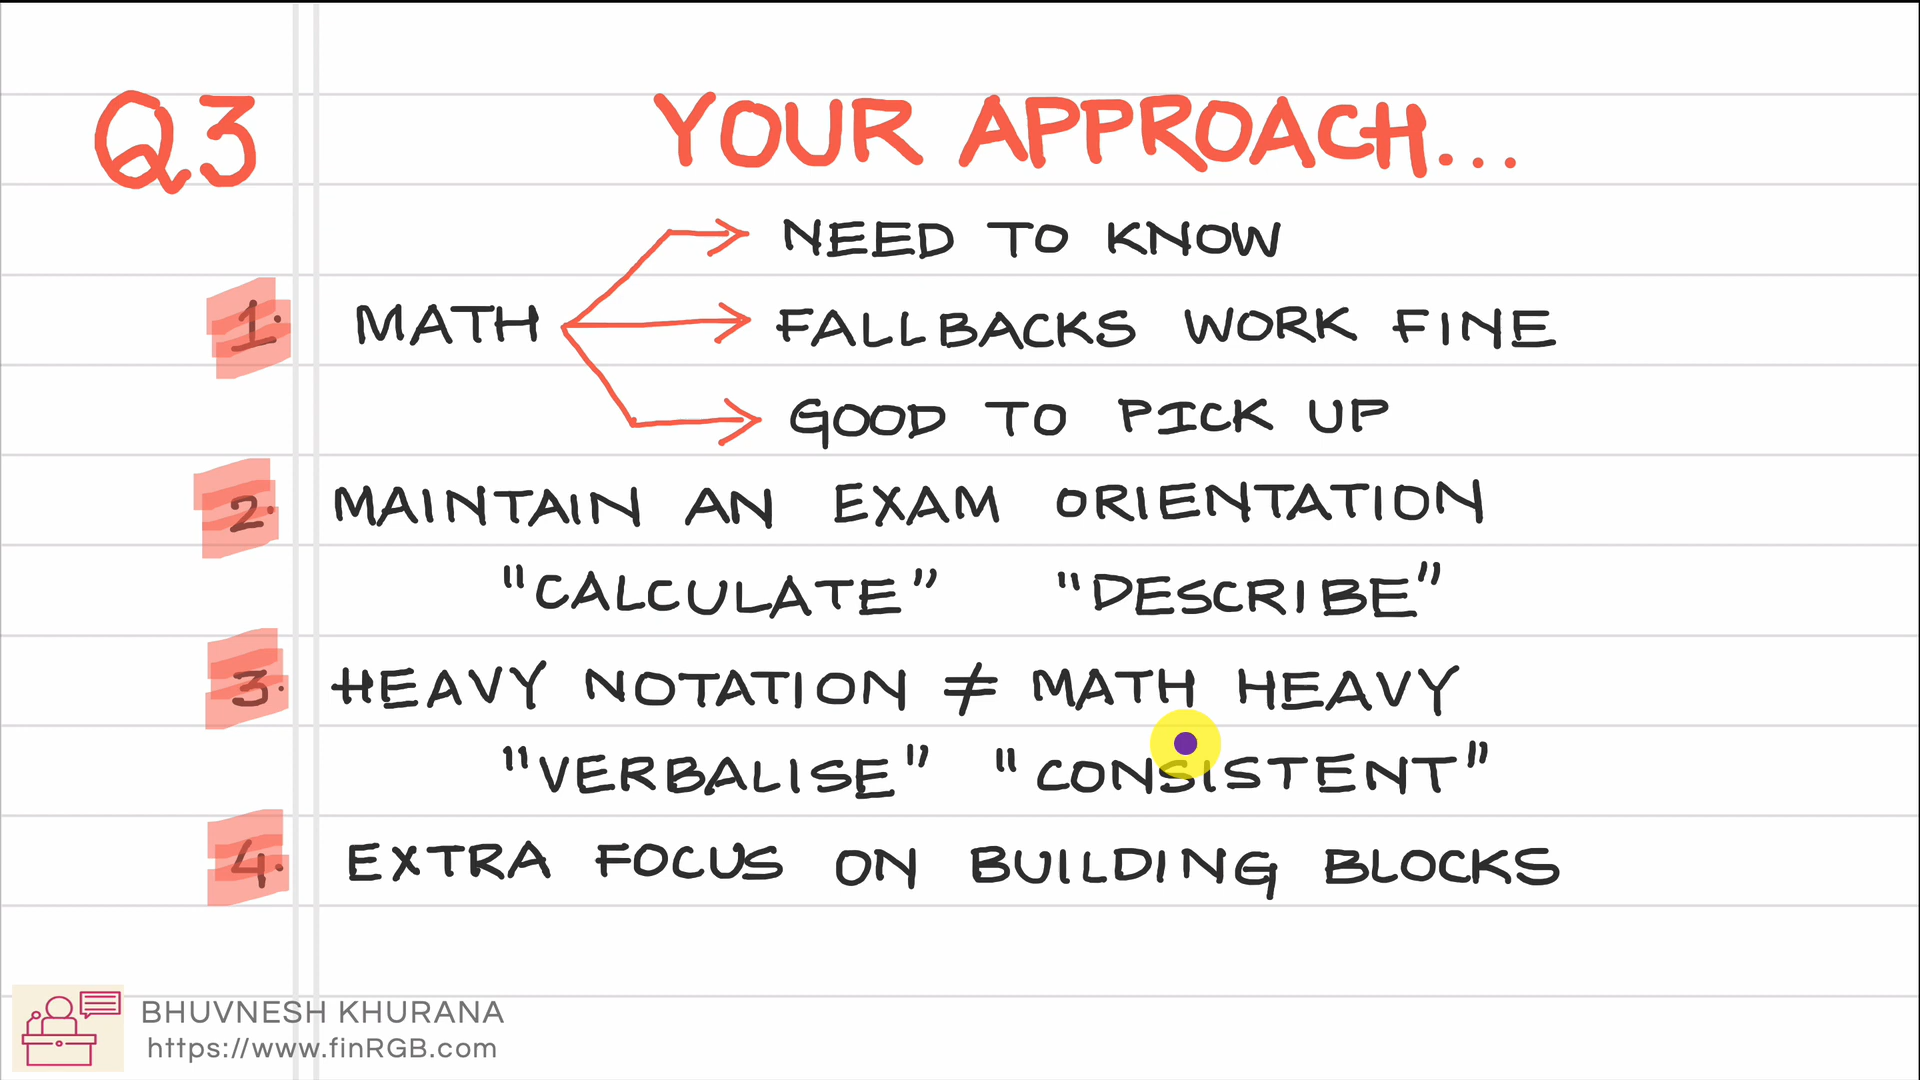 Q3 YOUR APPROACH...
NEED TO KNOW
1. MATH FALLBACKS WORK FINE
GOOD TO PICK UP
2. MAINTAIN AN EXAM ORIENTATION
"CALCULATE" "DESCRIBE"
3. HEAVY NOTATION ≠ MATH HEAVY
"VERBALISE" "CONSISTENT"
4. EXTRA FOCUS ON BUILDING BLOCKS
BHUVNESH KHURANA
https://www.finRGB.com